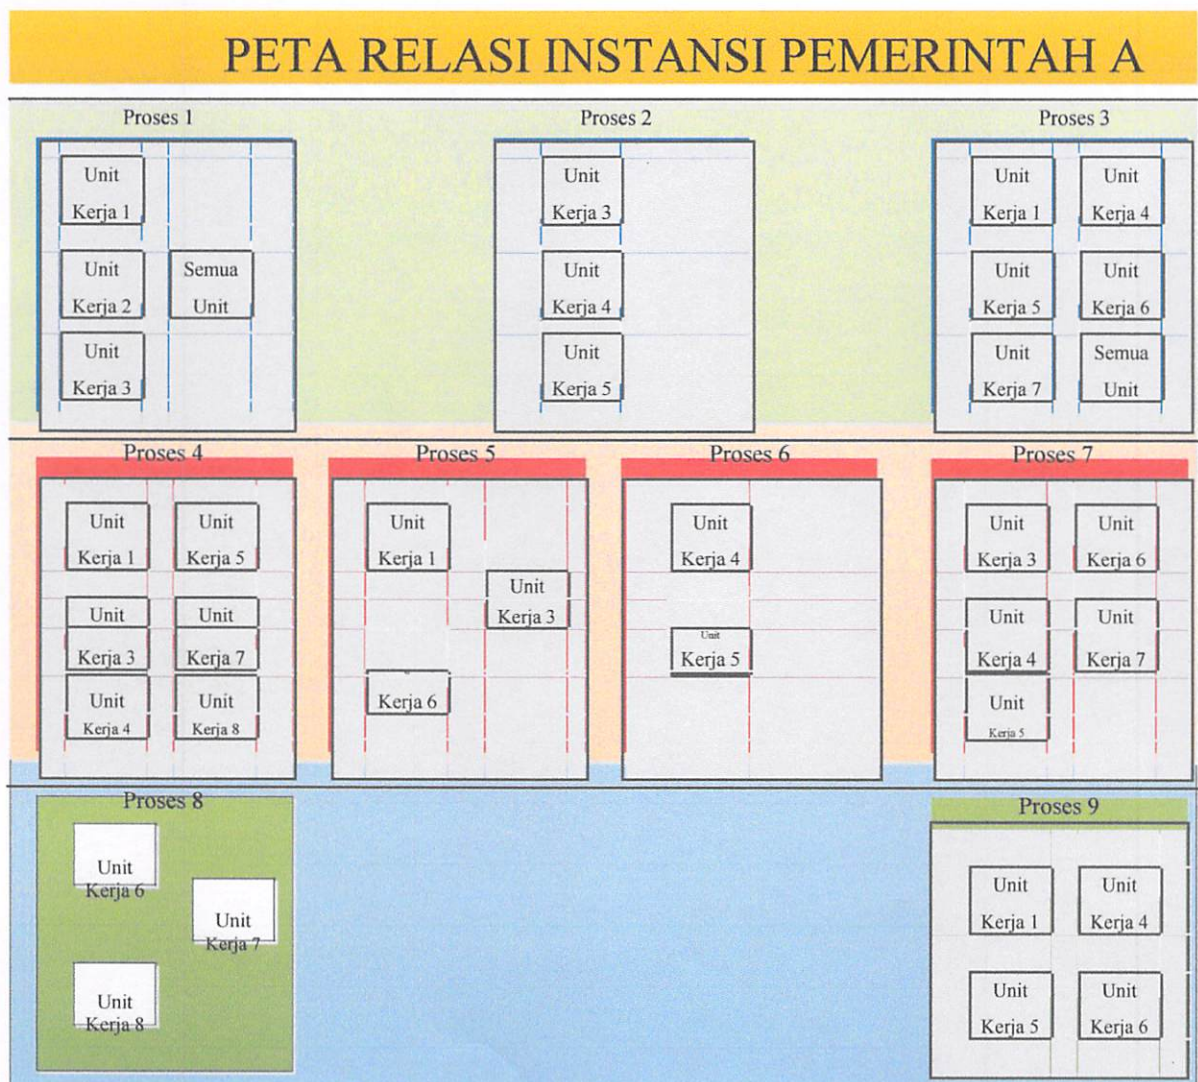 PETA RELASI INSTANSI PEMERINTAH A
Proses 1
Unit
Kerja 1
Unit
Kerja 2
Semua
Unit
Unit
Kerja 3
Proses 2
Unit
Kerja 3
Unit
Kerja 4
Unit
Kerja 5
Proses 3
Unit
Kerja 1
Unit
Kerja 4
Unit
Kerja 5
Unit
Kerja 6
Unit
Kerja 7
Semua
Unit
Proses 4
Unit
Kerja 1
Unit
Kerja 5
Unit
Kerja 3
Unit
Kerja 7
Unit
Kerja 4
Unit
Kerja 8
Proses 5
Unit
Kerja 1
Unit
Kerja 3
Kerja 6
Proses 6
Unit
Kerja 4
Unit
Kerja 5
Proses 7
Unit
Kerja 3
Unit
Kerja 6
Unit
Kerja 4
Unit
Kerja 7
Unit
Kerja 5
Proses 8
Unit
Kerja 6
Unit
Kerja 7
Unit
Kerja 8
Proses 9
Unit
Kerja 1
Unit
Kerja 4
Unit
Kerja 5
Unit
Kerja 6